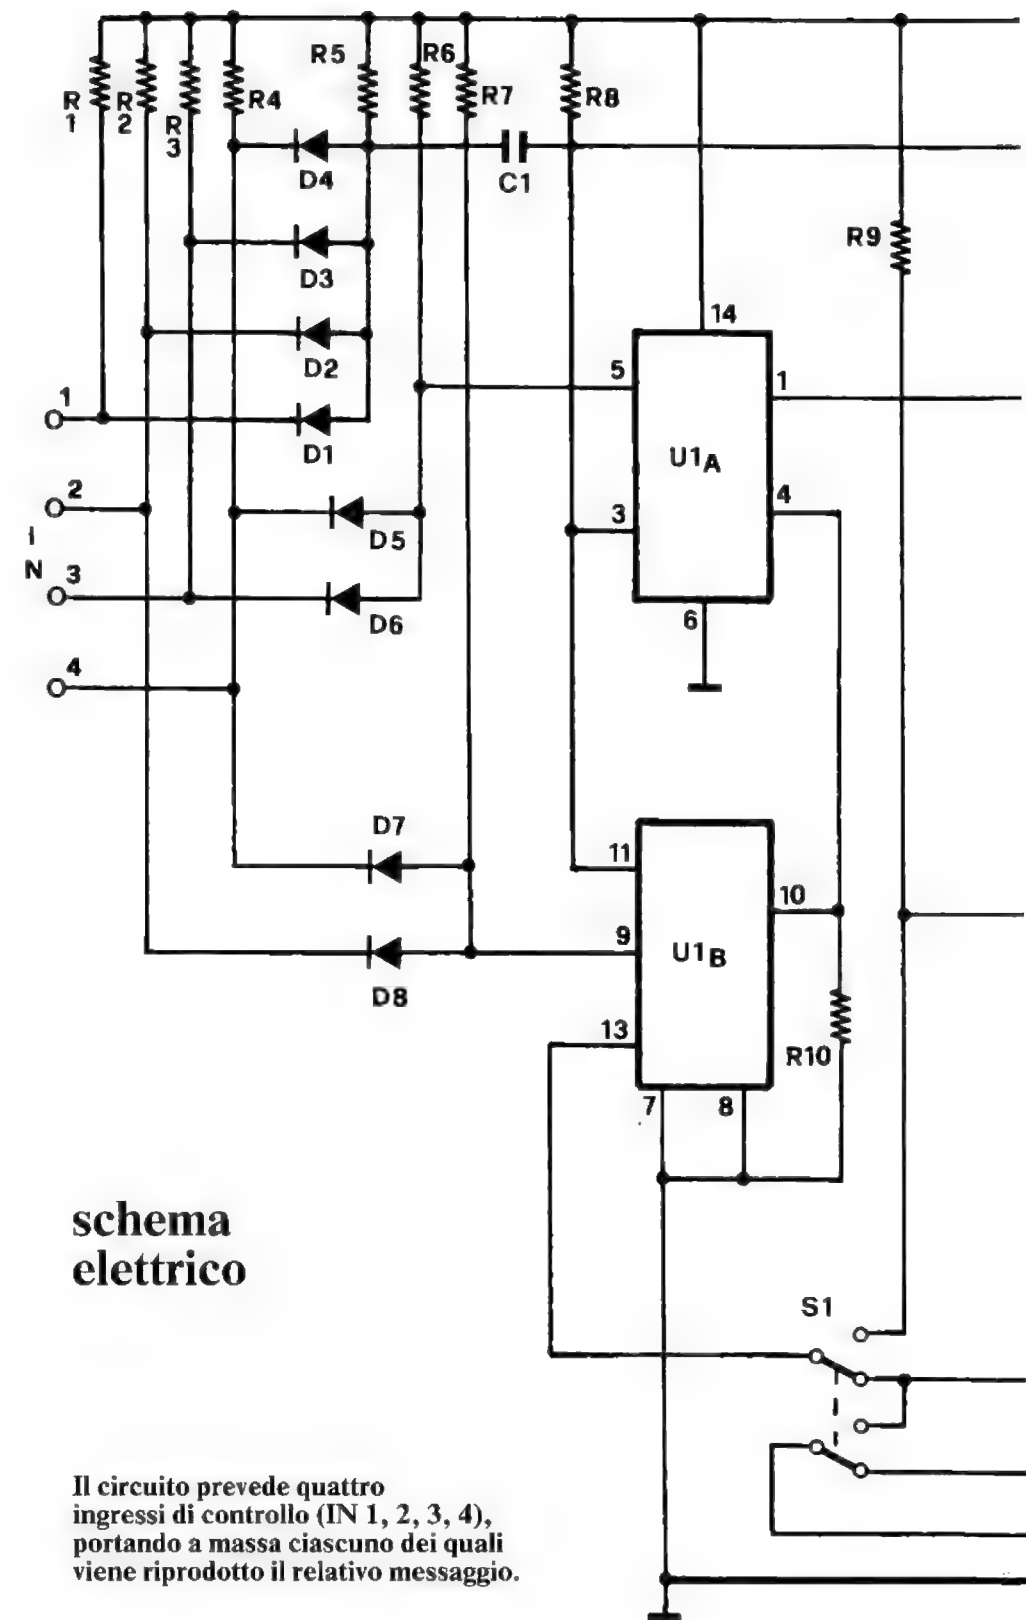 R5
R6
R7
R8
R4
R
1
R
2
R
3
D4
C1
R9
D3
D2
14
5
1
1
D1
U1A
2
4
3
D5
I
N
3
D6
6
4
D7
11
10
9
U1B
D8
13
R10
7
8
schema
elettrico
S1
Il circuito prevede quattro
ingressi di controllo (IN 1, 2, 3, 4),
portando a massa ciascuno dei quali
viene riprodotto il relativo messaggio.